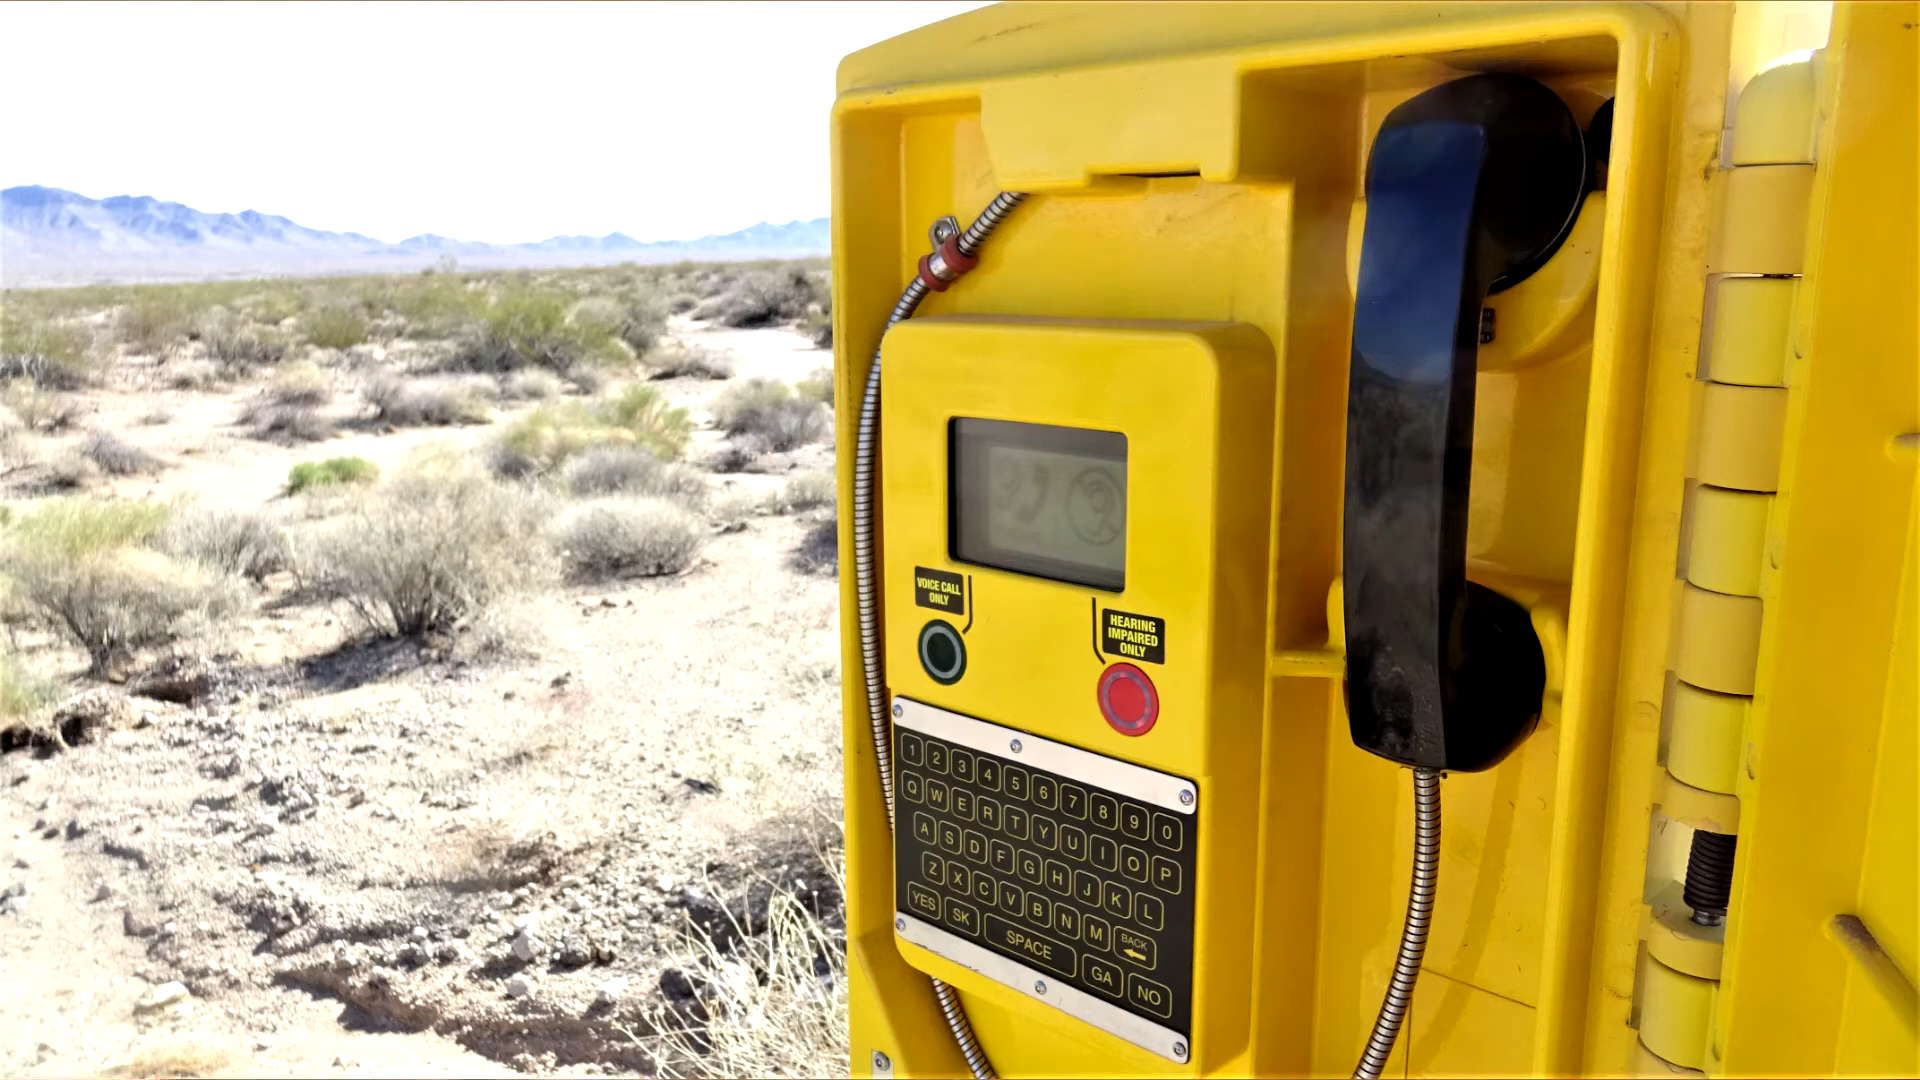 VOICE CALL
ONLY
HEARING
IMPAIRED
ONLY
1 2 3 4 5 6 7 8 9 0
Q W E R T Y U I O P
A S D F G H J K L
Z X C V B N M BACK
YES SK SPACE GA NO